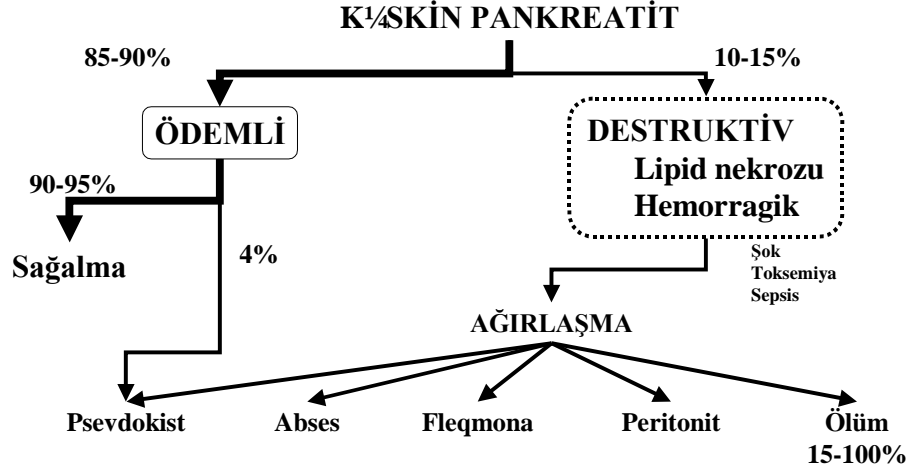 K¼SKİN PANKREATİT
85-90%
10-15%
ÖDEMLİ
DESTRUKTİV
Lipid nekrozu
Hemorragik
90-95%
Sağalma
4%
Şok
Toksemiya
Sepsis
AĞIRLAŞMA
Psevdokist
Abses
Fleqmona
Peritonit
Ölüm
15-100%